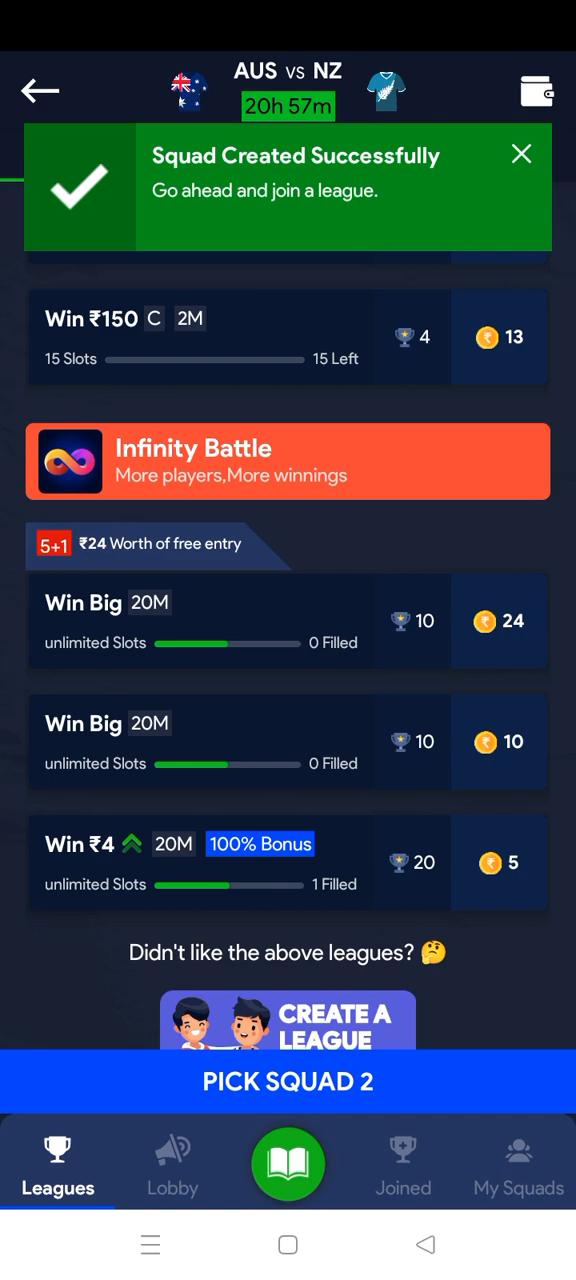 AUS vs NZ
20h 57m
Squad Created Successfully
Go ahead and join a league.
Win ₹150 C 2M
4
13
15 Slots
15 Left
Infinity Battle
More players,More winnings
5+1 ₹24 Worth of free entry
Win Big 20M
10
24
unlimited Slots
0 Filled
Win Big 20M
10
10
unlimited Slots
0 Filled
Win ₹4 20M 100% Bonus
20
5
unlimited Slots
1 Filled
Didn't like the above leagues? 🤔
CREATE A
LEAGUE
PICK SQUAD 2
Leagues
Lobby
Joined
My Squads